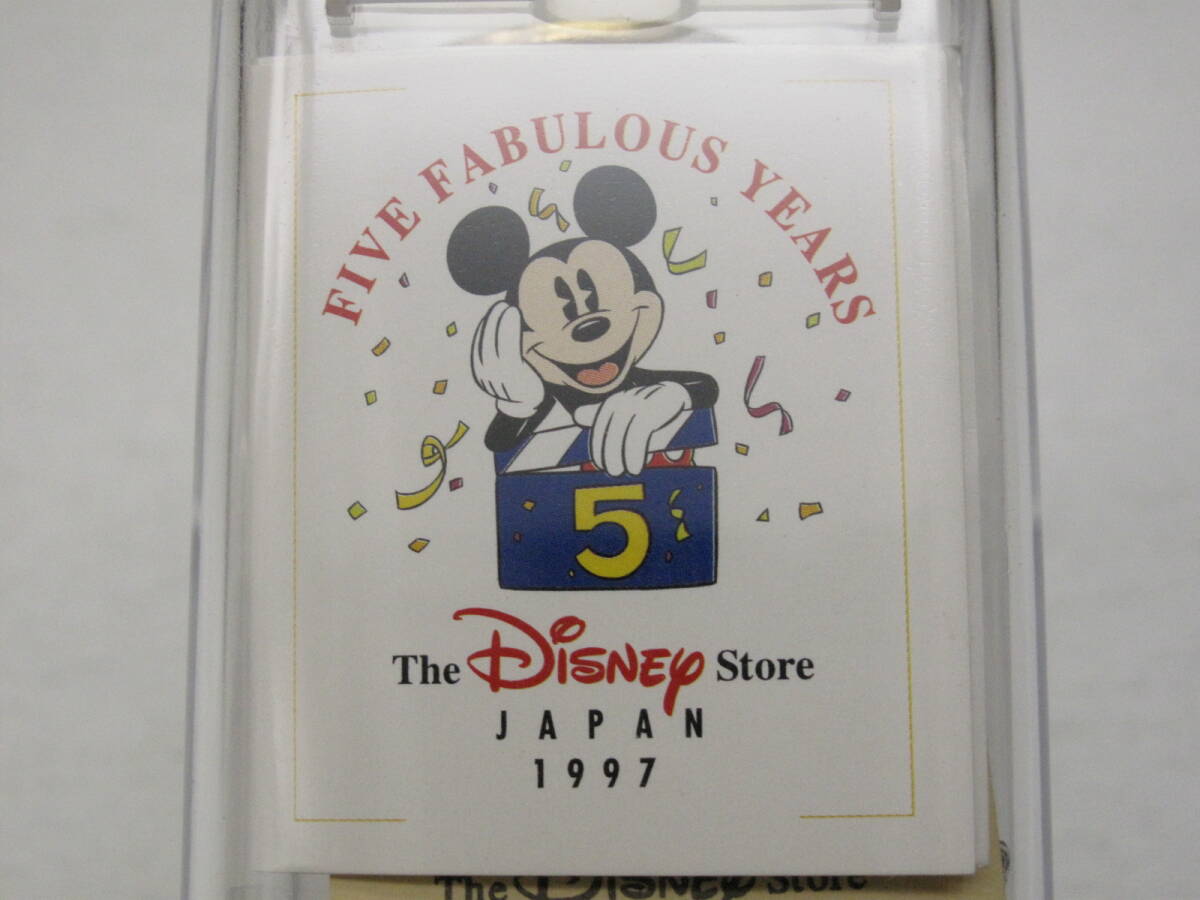 FIVE FABULOUS YEARS
5
The Disney Store
JAPAN
1997
The Disney Store